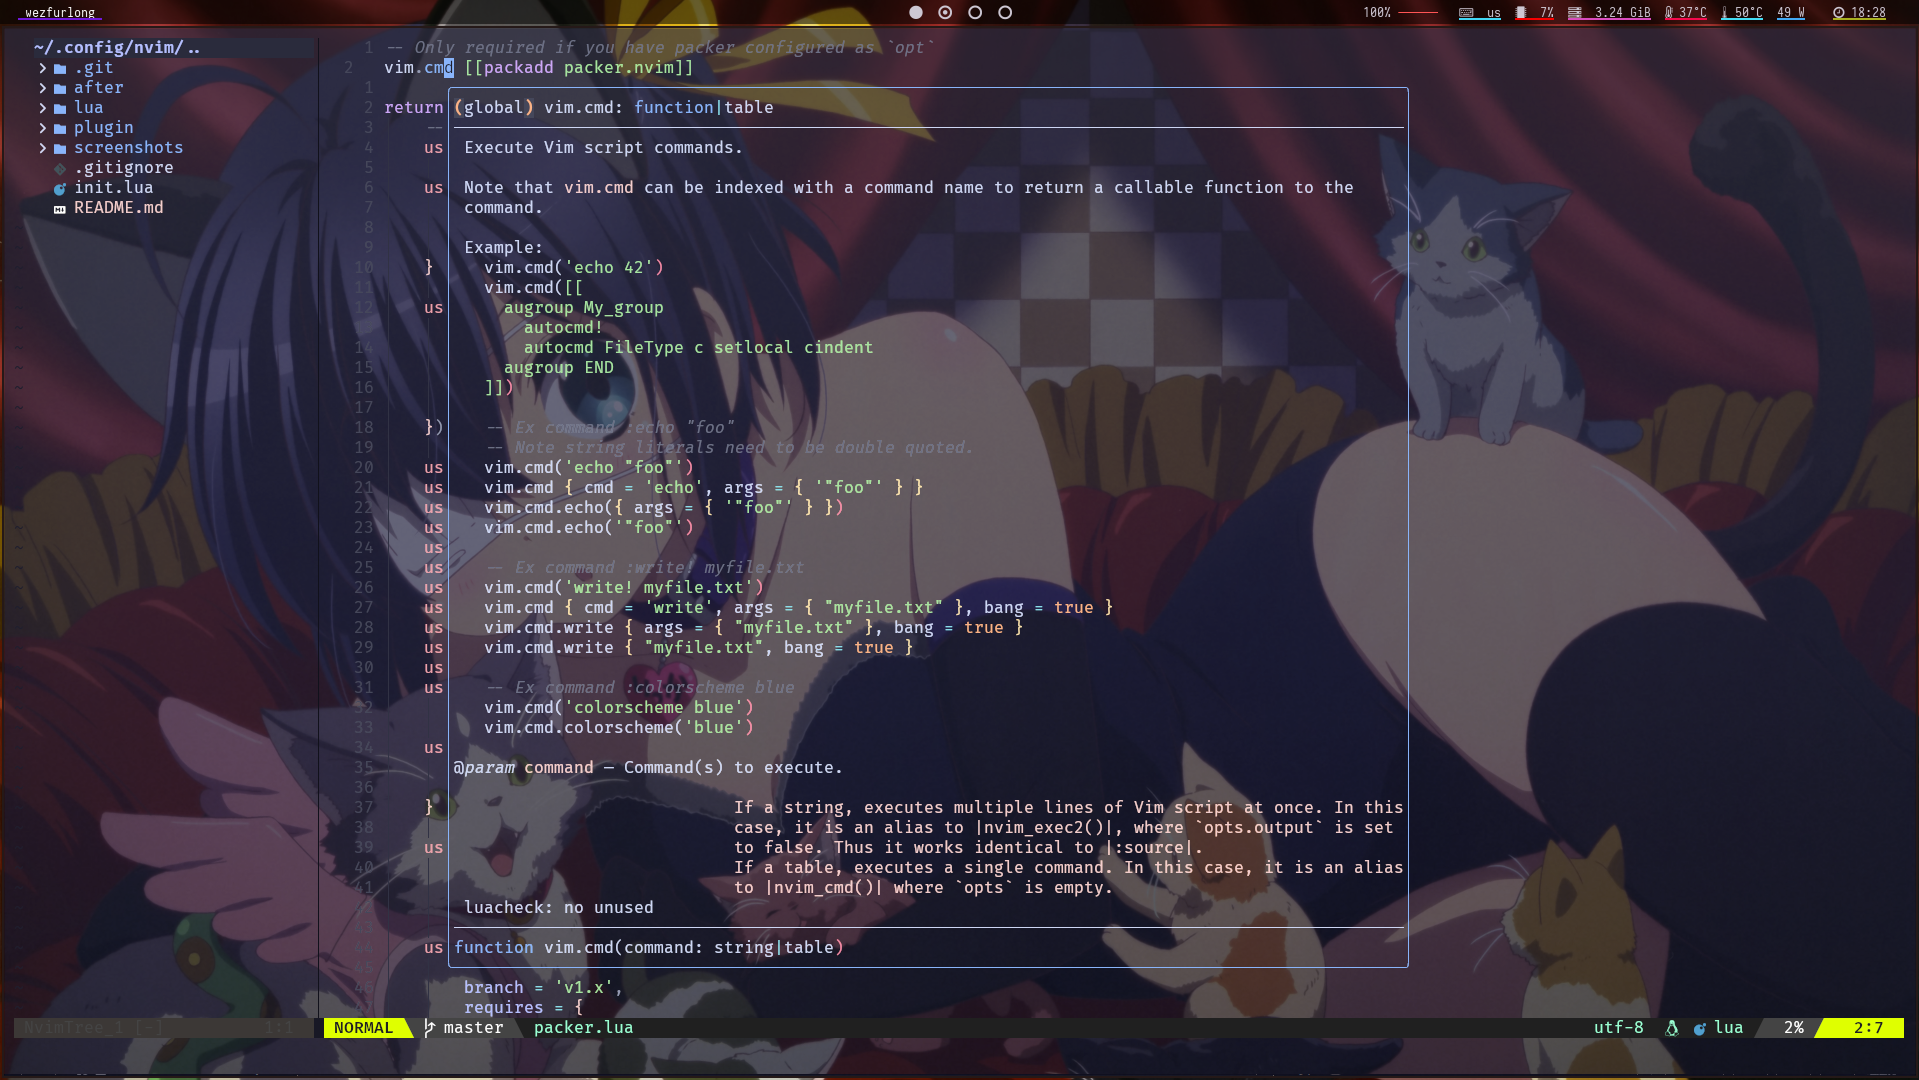 wezfurlong
100% us 7% 3.24 GiB 37°C 50°C 49 W 18:28
~/.config/nvim/..
.git
after
lua
plugin
screenshots
.gitignore
init.lua
README.md
1 -- Only required if you have packer configured as `opt`
2 vim.cmd [[packadd packer.nvim]]
1
2 return (global) vim.cmd: function|table
3 --
4 us Execute Vim script commands.
5
6 us Note that vim.cmd can be indexed with a command name to return a callable function to the
7 command.
8
9 Example:
10 } vim.cmd('echo 42')
11 vim.cmd([[
12 us augroup My_group
autocmd!
14 autocmd FileType c setlocal cindent
15 augroup END
16 ]])
17
18 }) -- Ex command :echo "foo"
19 -- Note string literals need to be double quoted.
20 us vim.cmd('echo "foo"')
21 us vim.cmd { cmd = 'echo', args = { '"foo"' } }
22 us vim.cmd.echo({ args = { '"foo"' } })
23 us vim.cmd.echo('"foo"')
24 us
25 us -- Ex command :write! myfile.txt
26 us vim.cmd('write! myfile.txt')
27 us vim.cmd { cmd = 'write', args = { "myfile.txt" }, bang = true }
28 us vim.cmd.write { args = { "myfile.txt" }, bang = true }
29 us vim.cmd.write { "myfile.txt", bang = true }
30 us
31 us -- Ex command :colorscheme blue
32 vim.cmd('colorscheme blue')
33 vim.cmd.colorscheme('blue')
34 us
35 @param command — Command(s) to execute.
36
37 } If a string, executes multiple lines of Vim script at once. In this
38 case, it is an alias to |nvim_exec2()|, where `opts.output` is set
39 us to false. Thus it works identical to |:source|.
40 If a table, executes a single command. In this case, it is an alias
41 to |nvim_cmd()| where `opts` is empty.
luacheck: no unused
43
44 us function vim.cmd(command: string|table)
45
46 branch = 'v1.x',
requires = {
NvimTree_1 [-] 1:1 NORMAL master packer.lua utf-8 lua 2% 2:7